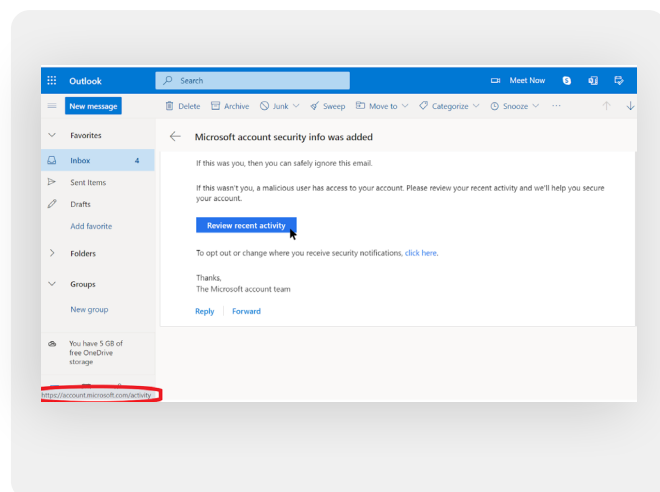 Outlook
Search
Meet Now
New message
Delete Archive Junk Sweep Move to Categorize Snooze ...
Favorites
Microsoft account security info was added
Inbox 4
If this was you, then you can safely ignore this email.
Sent Items
If this wasn't you, a malicious user has access to your account. Please review your recent activity and we'll help you secure
your account.
Drafts
Review recent activity
Add favorite
Folders
To opt out or change where you receive security notifications, click here.
Groups
Thanks,
The Microsoft account team
New group
Reply Forward
You have 5 GB of
free OneDrive
storage
https://account.microsoft.com/activity